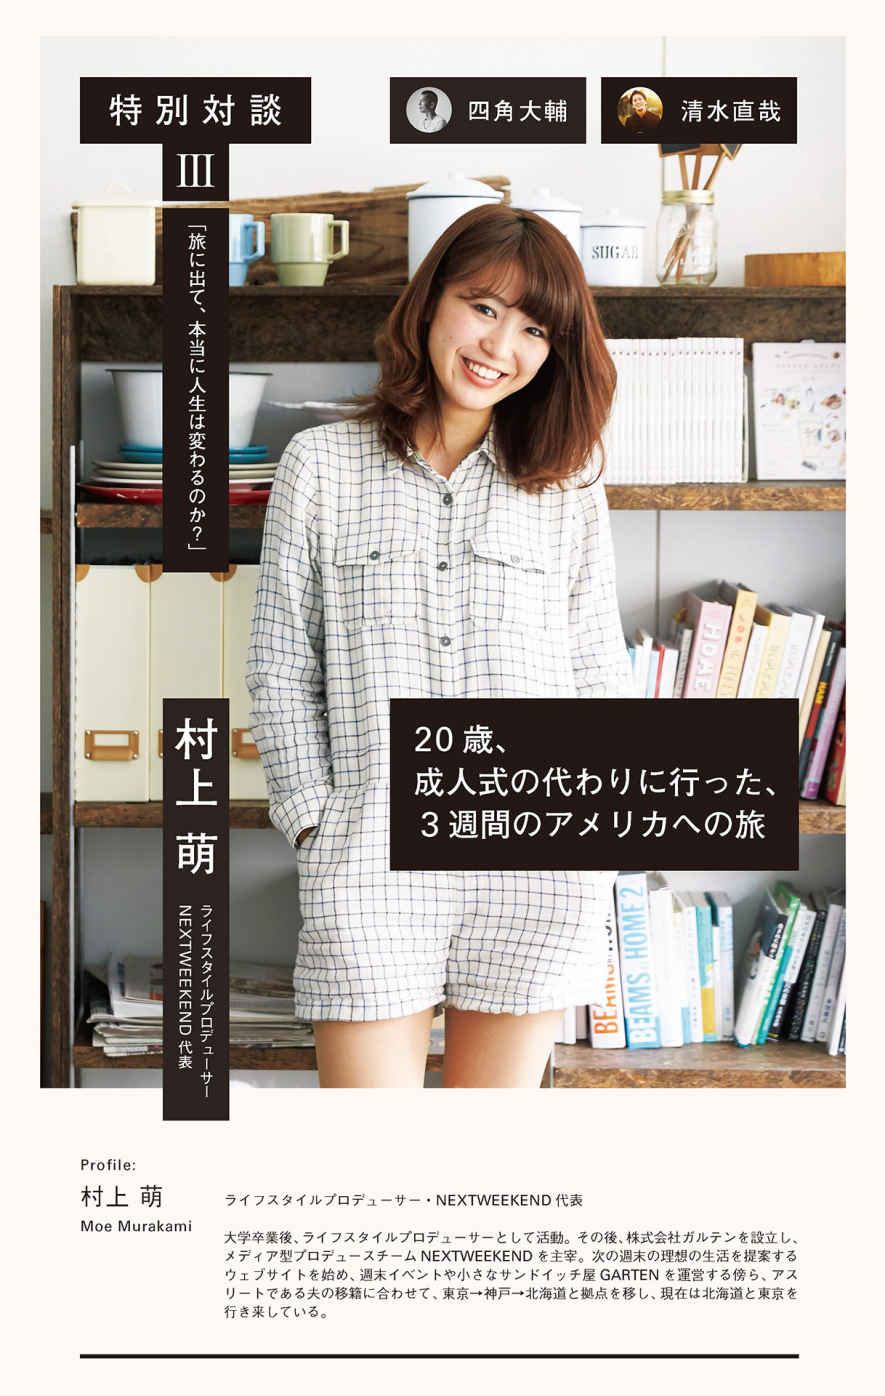 特別対談
Ⅲ
四角大輔
清水直哉
「旅に出て、本当に人生は変わるのか？」
SUGAR
HOME
村上 萌
ライフスタイルプロデューサー
NEXTWEEKEND 代表
20 歳、
成人式の代わりに行った、
3 週間のアメリカへの旅
BEAMS
BEAMS HOME 2
Profile:
村上 萌
Moe Murakami
ライフスタイルプロデューサー・NEXTWEEKEND 代表
大学卒業後、ライフスタイルプロデューサーとして活動。その後、株式会社ガルテンを設立し、
メディア型プロデュースチーム NEXTWEEKEND を主宰。次の週末の理想の生活を提案する
ウェブサイトを始め、週末イベントや小さなサンドイッチ屋 GARTEN を運営する傍ら、アス
リートである夫の移籍に合わせて、東京→神戸→北海道と拠点を移し、現在は北海道と東京を
行き来している。